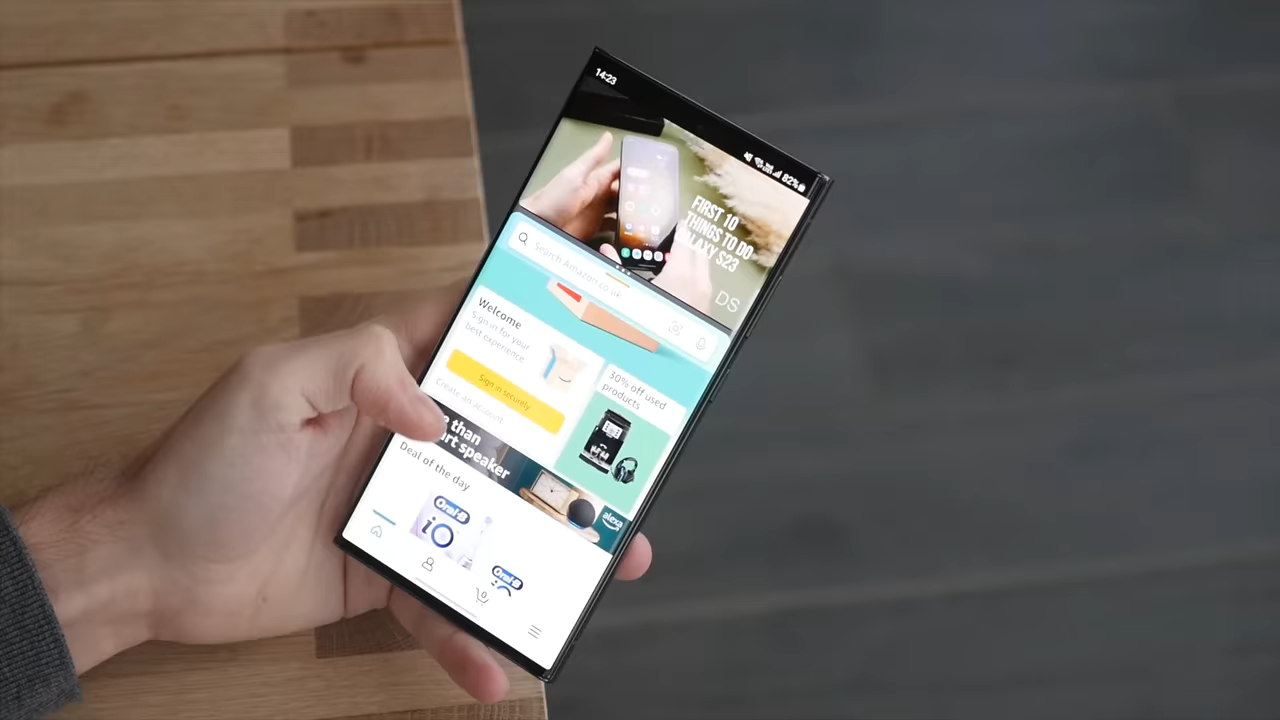 14:23
82%
FIRST 10
THINGS TO DO
GALAXY S23
DS
Search Amazon.co.uk
Welcome
Sign in for your
best experience
Sign in securely
Create an account
30% off used
products
than
rt speaker
alexa
Deal of the day
Oral-B
iO
Oral-B
0